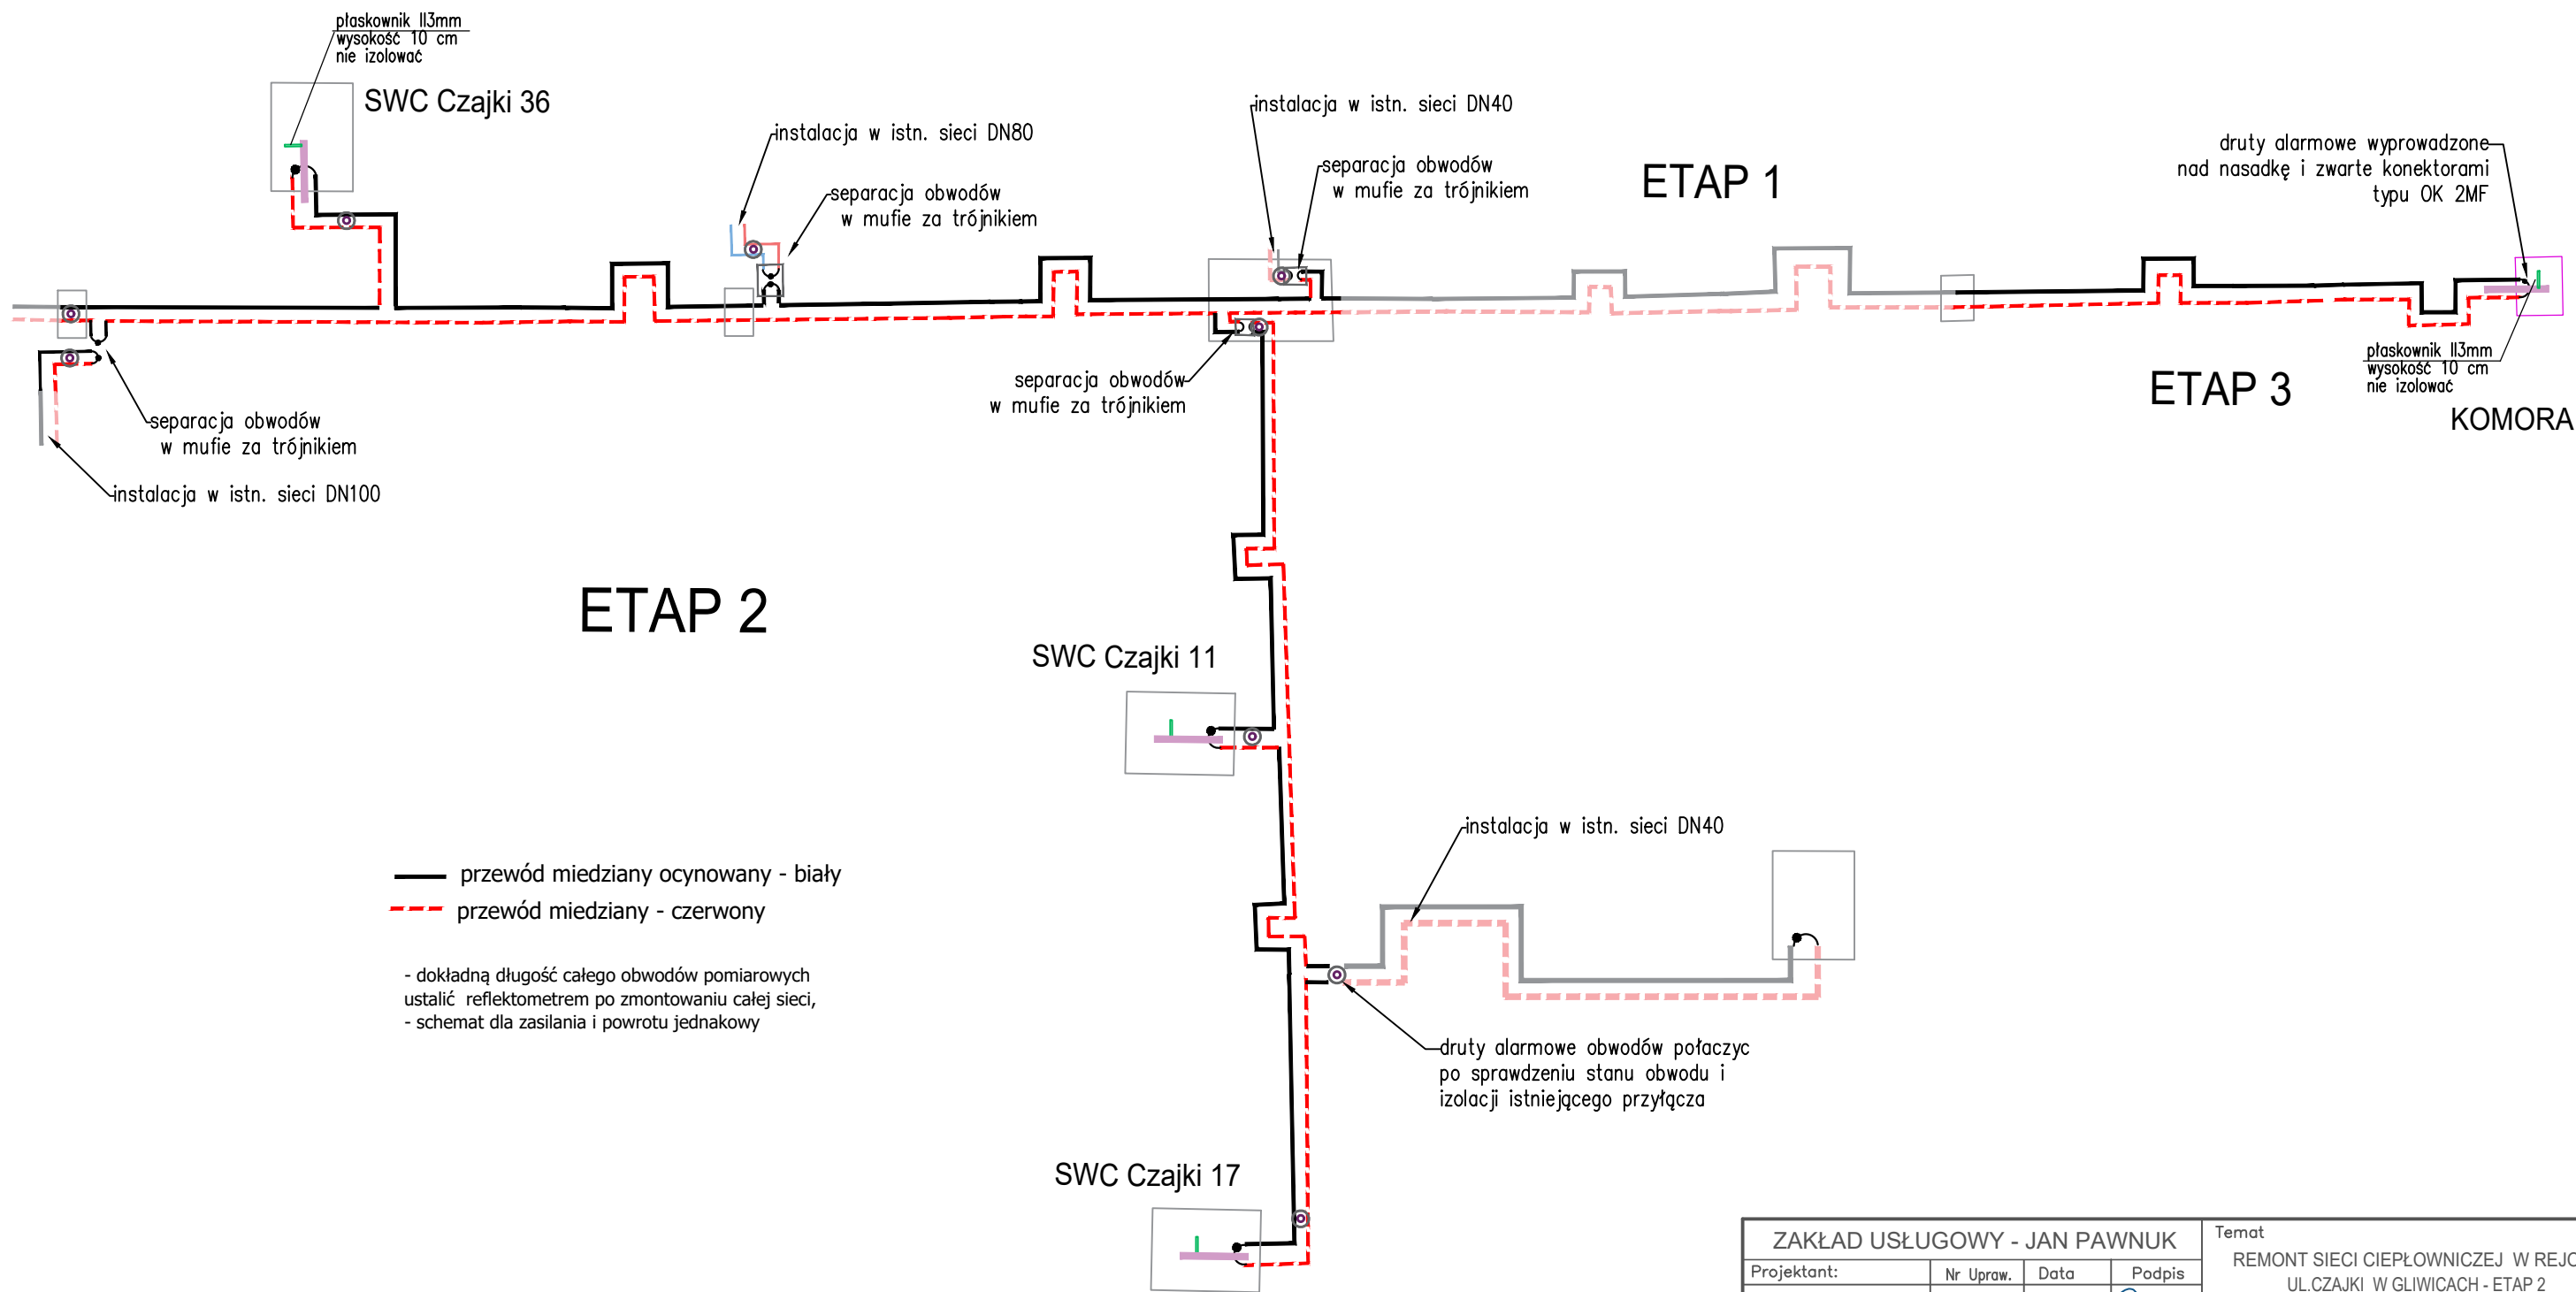 płaskownik II3mm
wysokość 10 cm
nie izolować
SWC Czajki 36
instalacja w istn. sieci DN80
separacja obwodów
w mufie za trójnikiem
instalacja w istn. sieci DN40
separacja obwodów
w mufie za trójnikiem
ETAP 1
druty alarmowe wyprowadzone
nad nasadkę i zwarte konektorami
typu OK 2MF
płaskownik II3mm
wysokość 10 cm
nie izolować
ETAP 3
KOMORA
separacja obwodów
w mufie za trójnikiem
separacja obwodów
w mufie za trójnikiem
instalacja w istn. sieci DN100
ETAP 2
SWC Czajki 11
instalacja w istn. sieci DN40
przewód miedziany ocynowany - biały
przewód miedziany - czerwony
- dokładną długość całego obwodów pomiarowych
ustalić reflektometrem po zmontowaniu całej sieci,
- schemat dla zasilania i powrotu jednakowy
druty alarmowe obwodów połaczyc
po sprawdzeniu stanu obwodu i
izolacji istniejącego przyłącza
SWC Czajki 17
ZAKŁAD USŁUGOWY - JAN PAWNUK
Projektant:
Nr Upraw.
Data
Podpis
Temat
REMONT SIECI CIEPŁOWNICZEJ W
UL.CZAJKI W GLIWICACH - ETAP 2